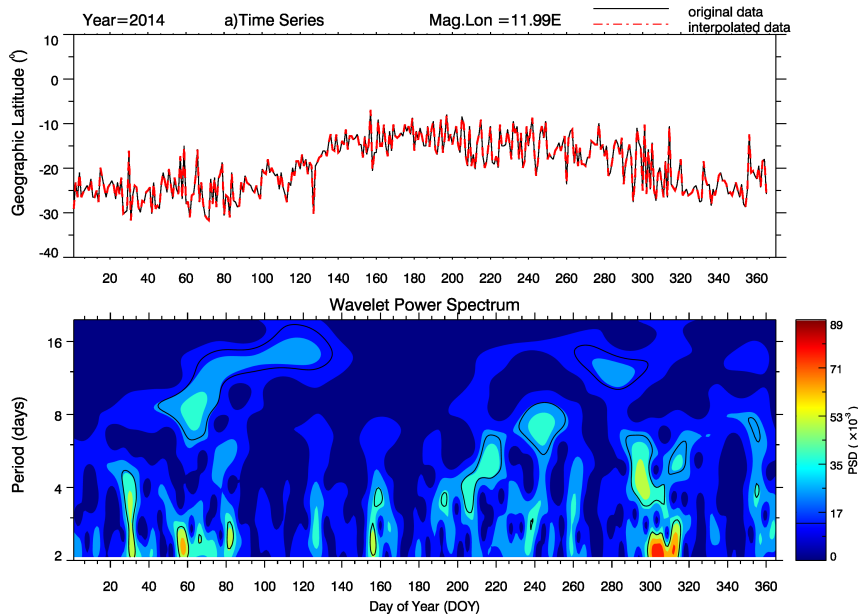 Year=2014 a)Time Series Mag.Lon =11.99E
original data
interpolated data
Geographic Latitude (°)
10
0
-10
-20
-30
-40
20 40 60 80 100 120 140 160 180 200 220 240 260 280 300 320 340 360
Wavelet Power Spectrum
Period (days)
16
8
4
2
20 40 60 80 100 120 140 160 180 200 220 240 260 280 300 320 340 360
Day of Year (DOY)
89
71
53
35
17
0
PSD (×10⁻³)